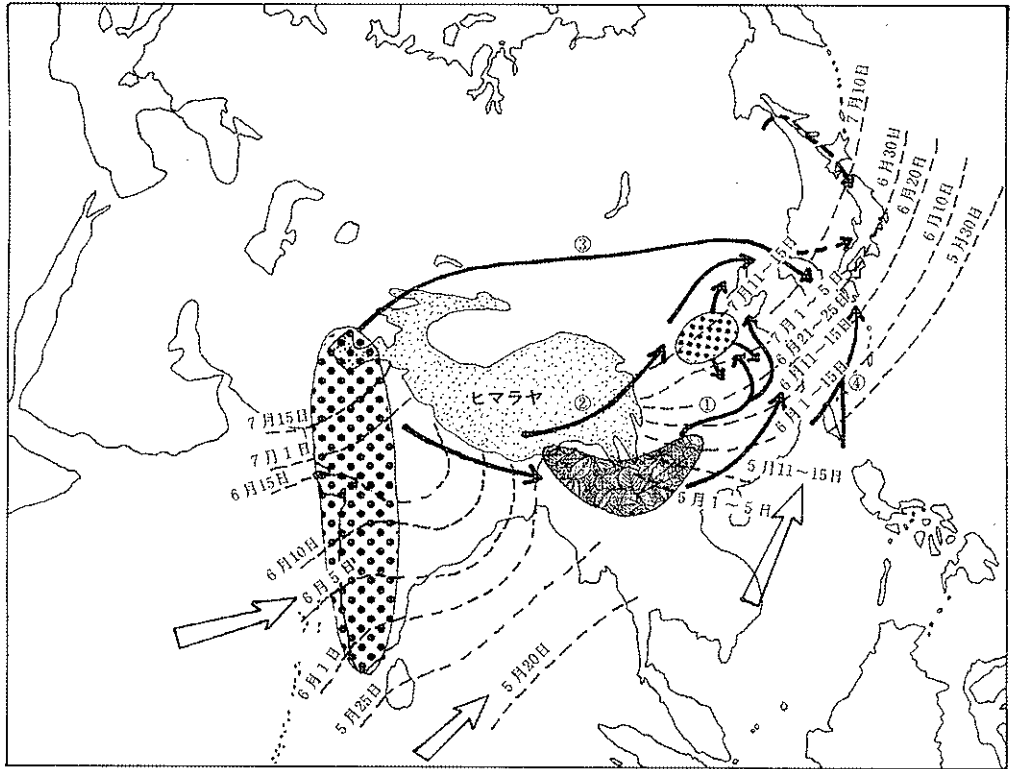 7月10日
6月30日
6月20日
6月10日
5月30日
③
7月11~15日
7月1~5日
6月21~25日
6月11~15日
6月1~15日
④
ヒマラヤ
②
①
7月15日
7月1日
6月15日
5月11~15日
5月1~5日
6月10日
6月5日
6月1日
5月25日
5月20日